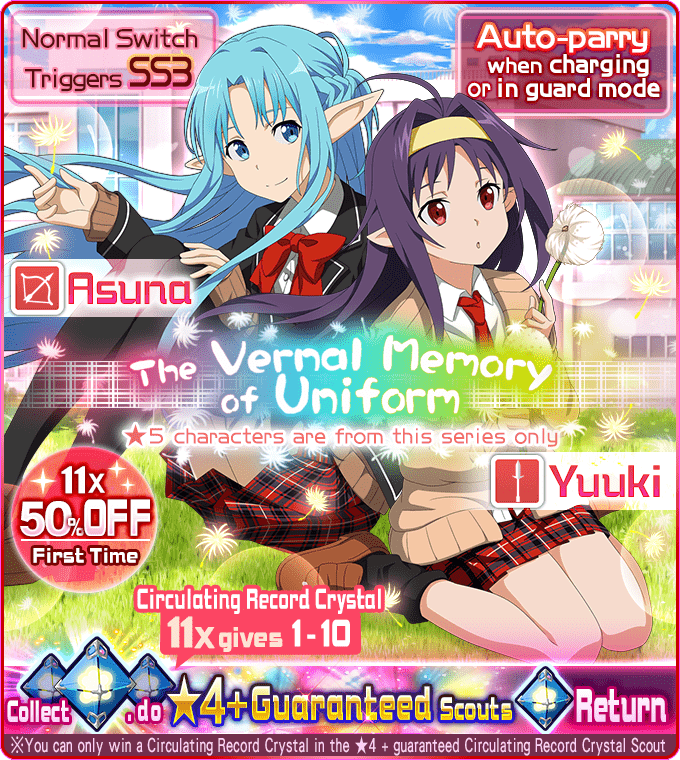 Normal Switch
Triggers SS3
Auto-parry
when charging
or in guard mode
Asuna
The Vernal Memory
of Uniform
★5 characters are from this series only
11x
50%OFF
First Time
Yuuki
Circulating Record Crystal
11x gives 1-10
Collect .do ★4+Guaranteed Scouts Return
※You can only win a Circulating Record Crystal in the ★4 + guaranteed Circulating Record Crystal Scout